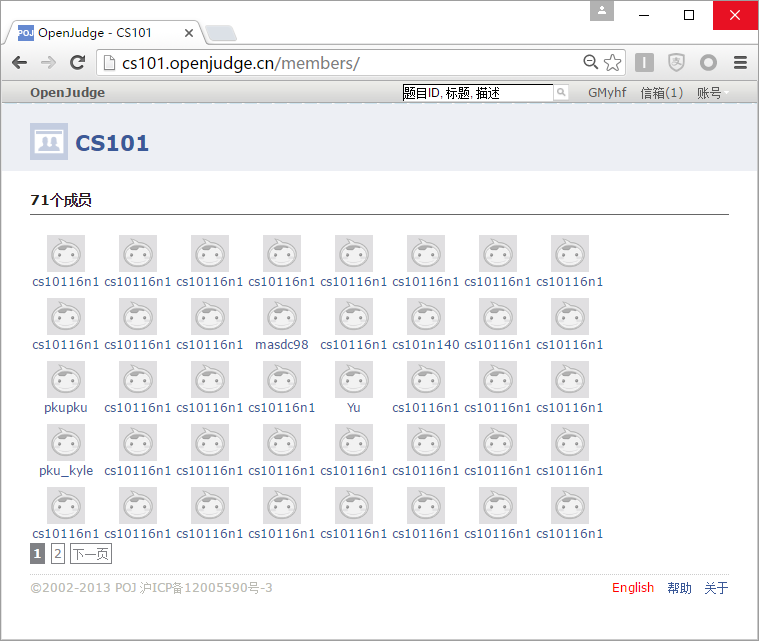 POJ OpenJudge - CS101
cs101.openjudge.cn/members/
OpenJudge 题目ID, 标题, 描述 GMyhf 信箱(1) 账号
CS101
71个成员
cs10116n1 cs10116n1 cs10116n1 cs10116n1 cs10116n1 cs10116n1 cs10116n1 cs10116n1
cs10116n1 cs10116n1 cs10116n1 masdc98 cs10116n1 cs101n140 cs10116n1 cs10116n1
pkupku cs10116n1 cs10116n1 cs10116n1 Yu cs10116n1 cs10116n1 cs10116n1
pku_kyle cs10116n1 cs10116n1 cs10116n1 cs10116n1 cs10116n1 cs10116n1 cs10116n1
cs10116n1 cs10116n1 cs10116n1 cs10116n1 cs10116n1 cs10116n1 cs10116n1 cs10116n1
1 2 下一页
©2002-2013 POJ 沪ICP备12005590号-3 English 帮助 关于